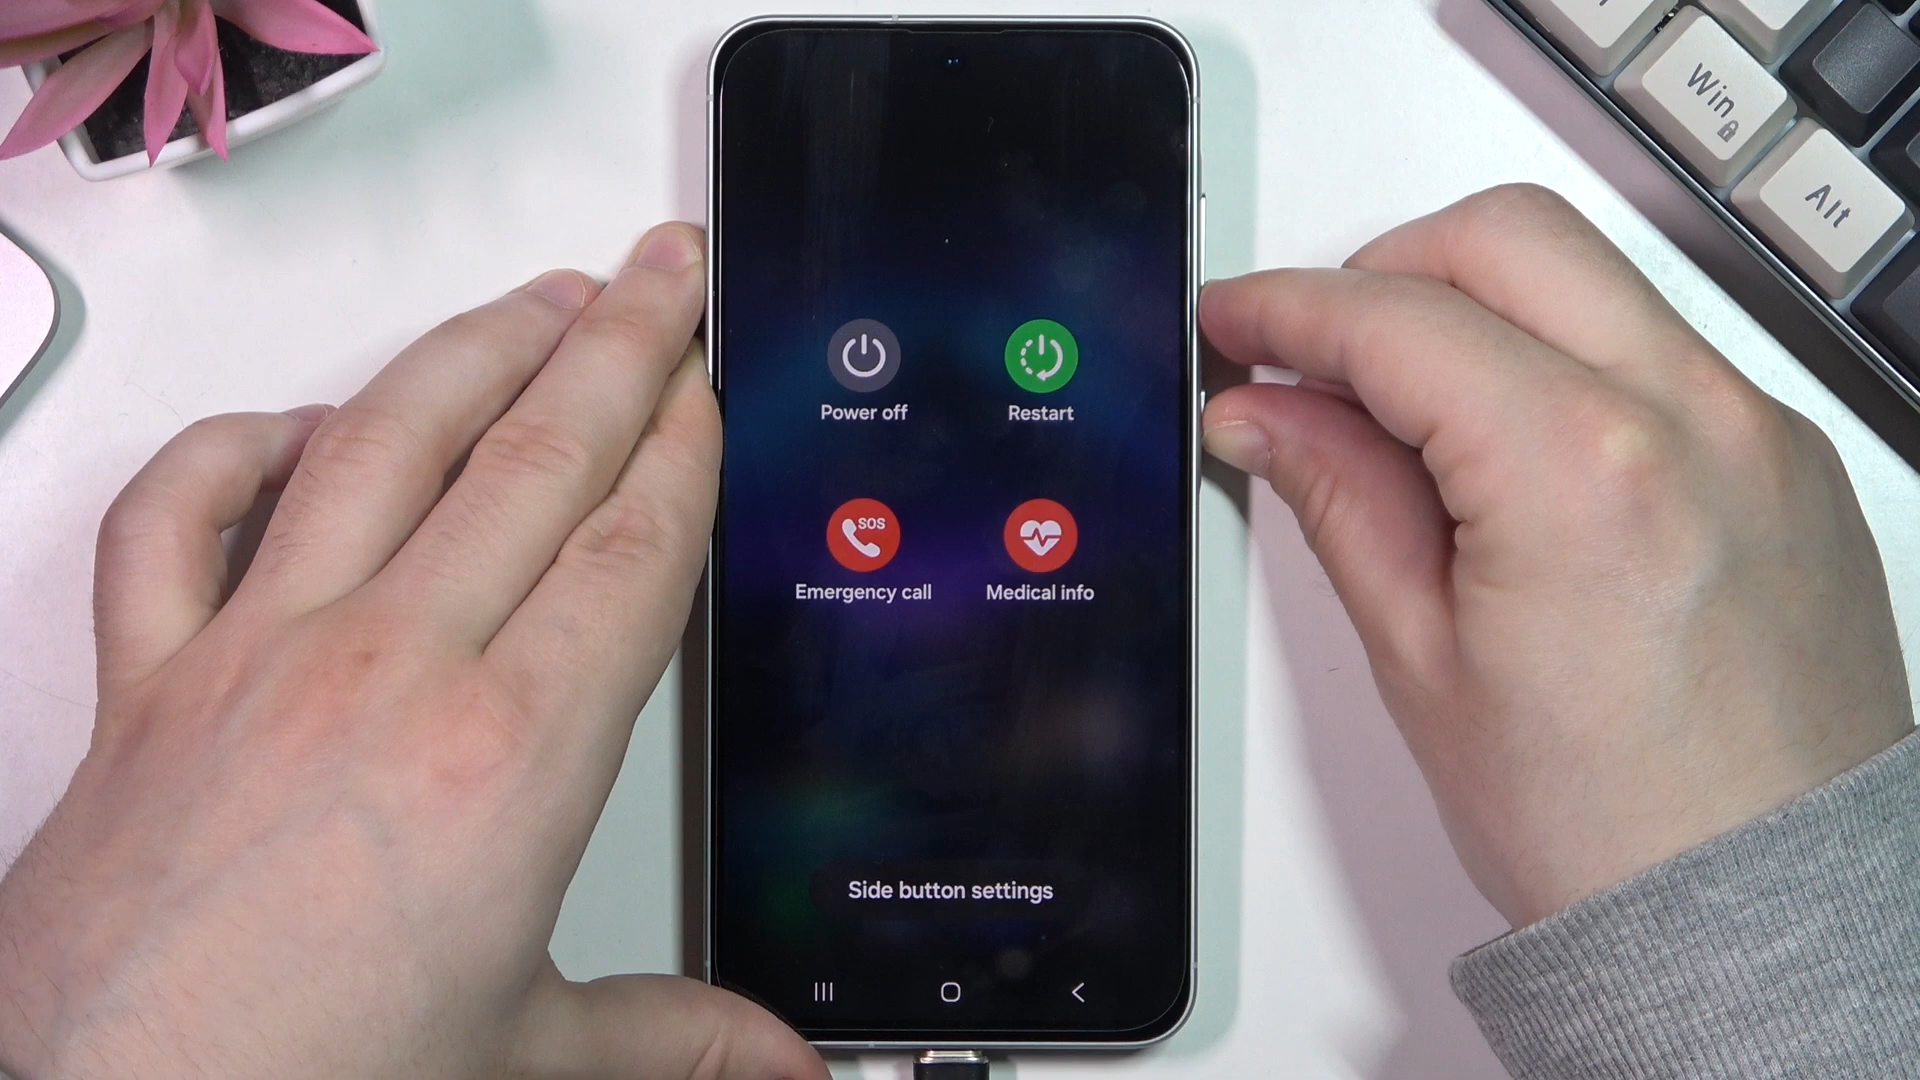 Win
Alt
Power off
Restart
SOS
Emergency call
Medical info
Side button settings